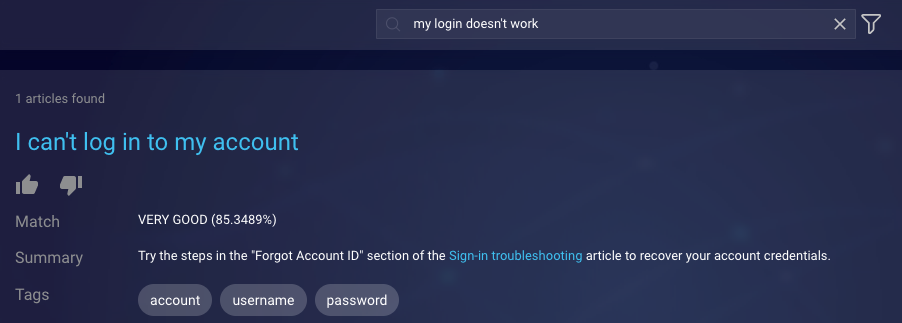 my login doesn't work
1 articles found
I can't log in to my account
Match VERY GOOD (85.3489%)
Summary Try the steps in the "Forgot Account ID" section of the Sign-in troubleshooting article to recover your account credentials.
Tags account username password